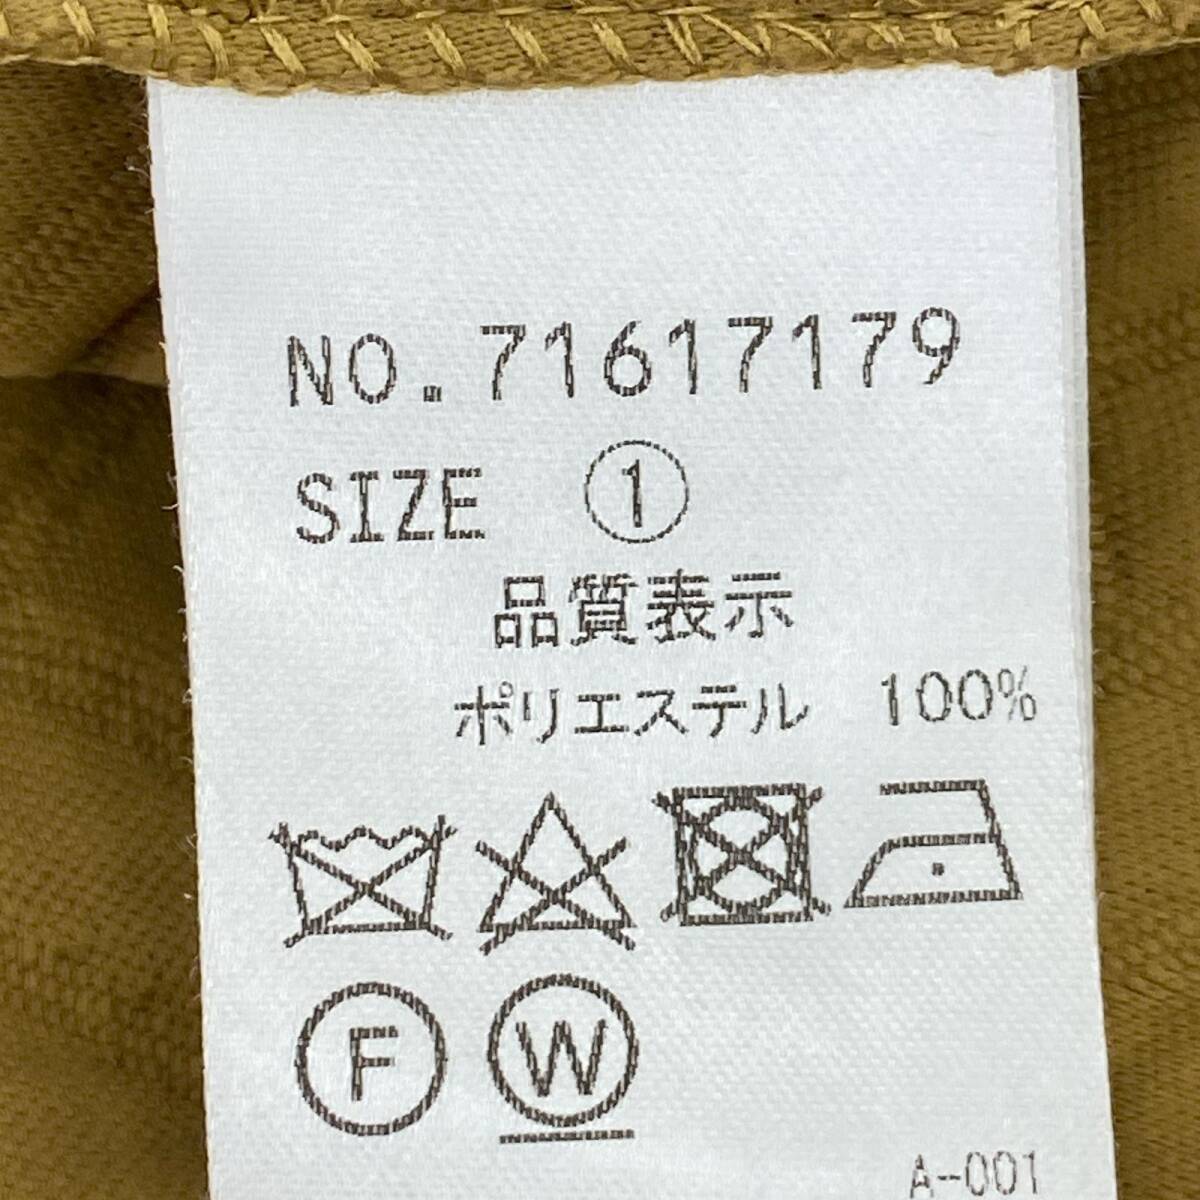 NO.71617179
SIZE ①
品質表示
ポリエステル 100%
F W
A-001